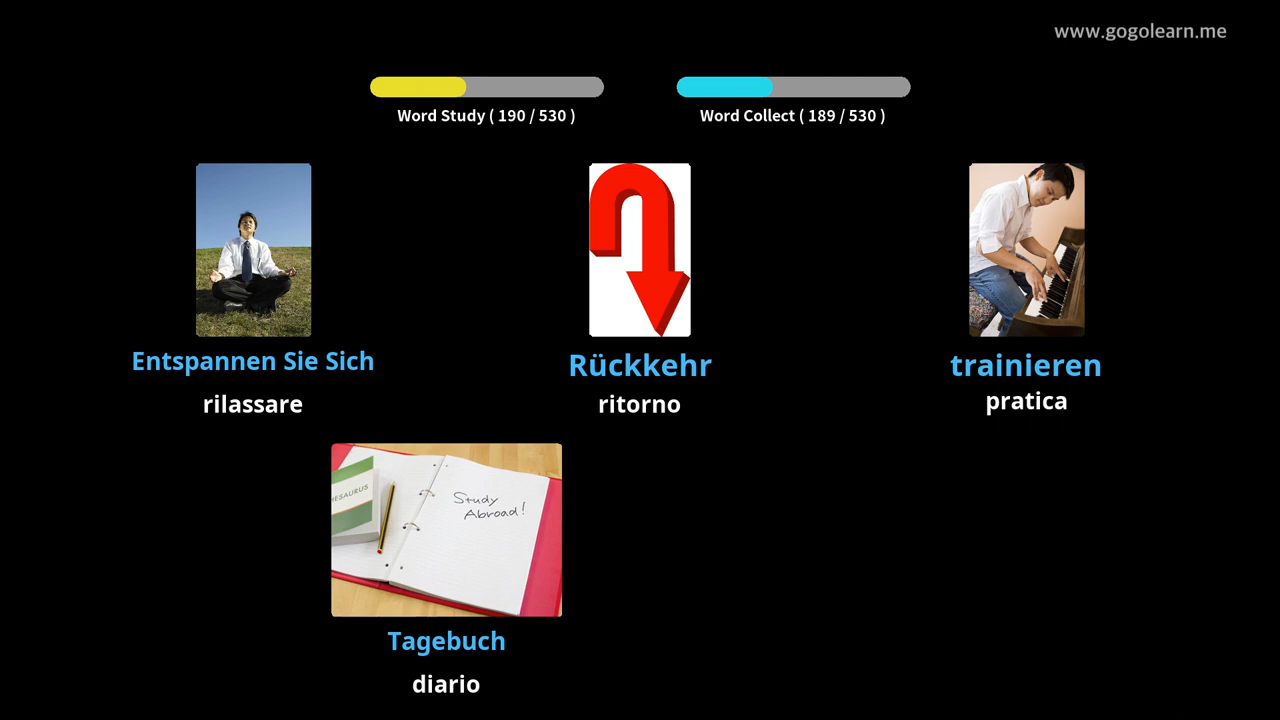 www.gogolearn.me
Word Study ( 190 / 530 )
Word Collect ( 189 / 530 )
Entspannen Sie Sich
rilassare
Rückkehr
ritorno
trainieren
pratica
HESAURUS
Study
Abroad!
Tagebuch
diario